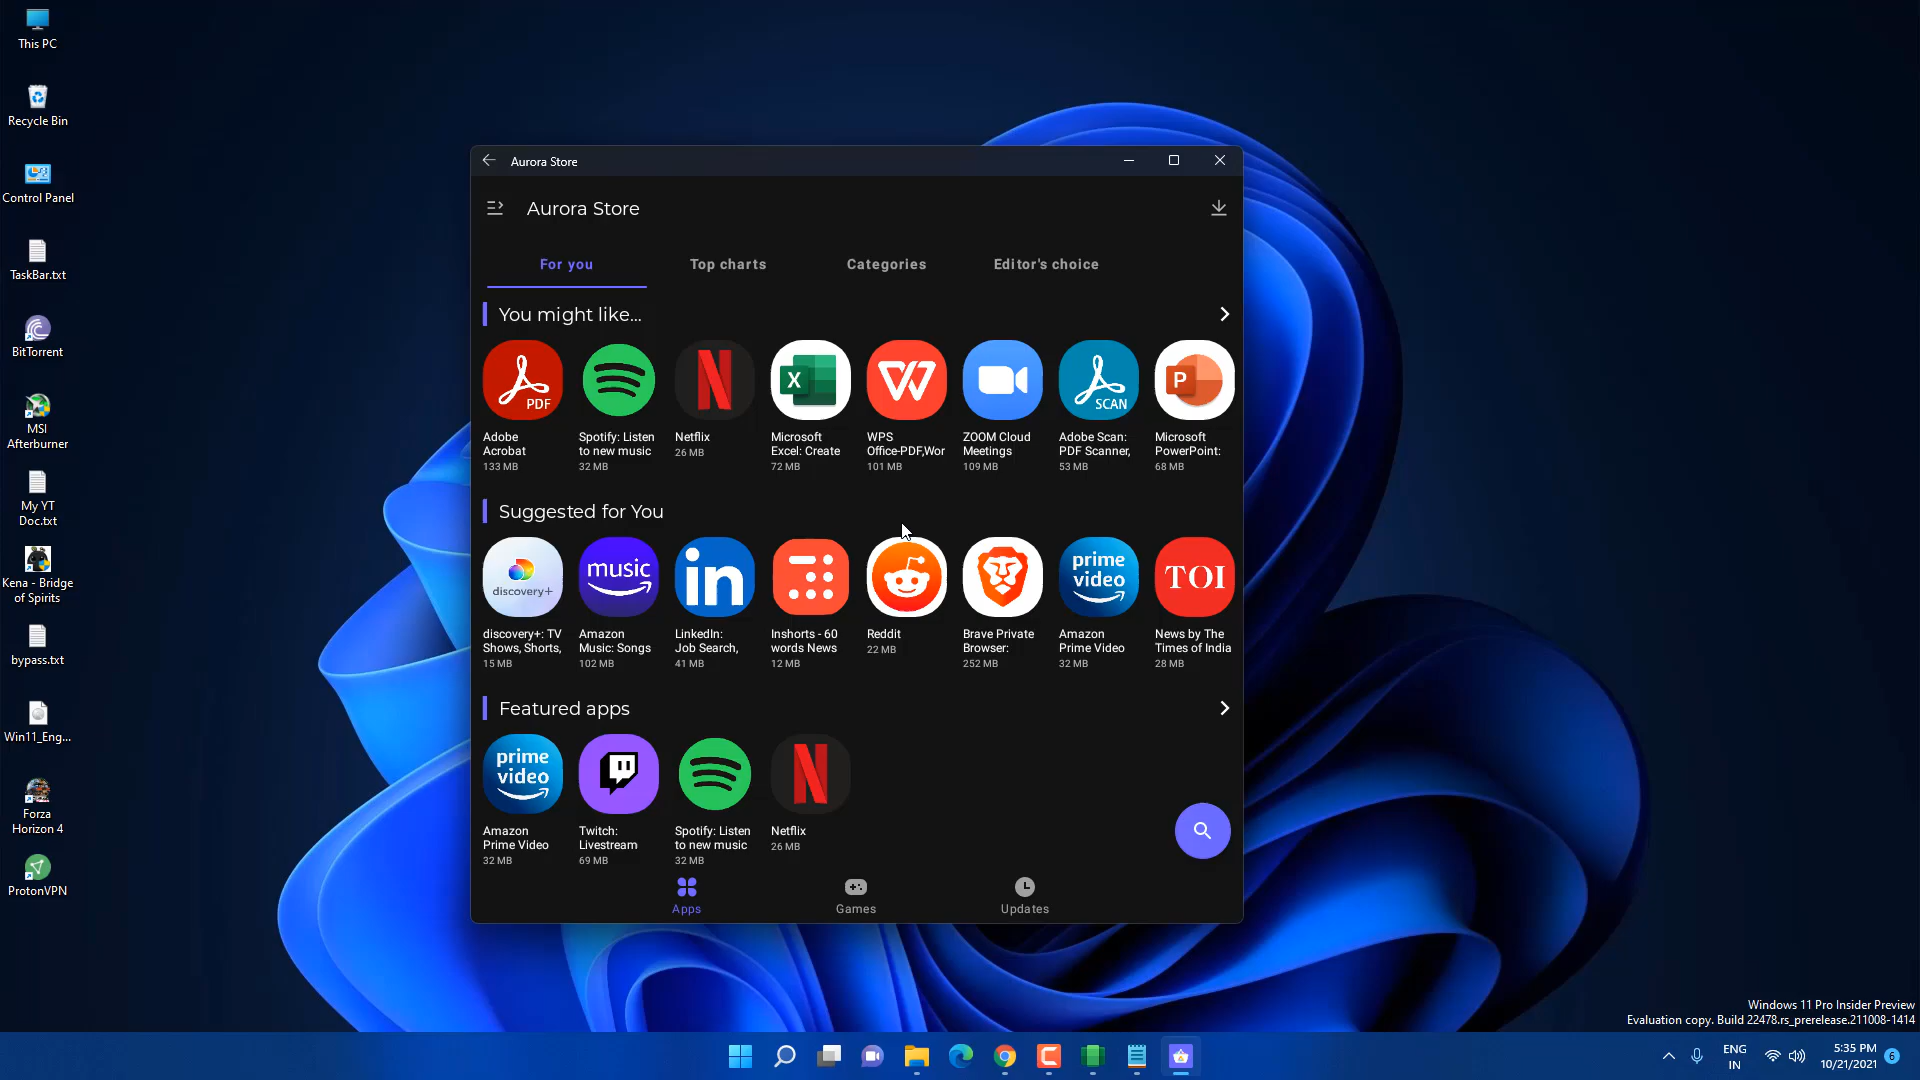 This PC
Recycle Bin
Control Panel
TaskBar.txt
BitTorrent
MSI
Afterburner
My YT
Doc.txt
Kena - Bridge
of Spirits
bypass.txt
Win11_Eng...
Forza
Horizon 4
ProtonVPN
Aurora Store
Aurora Store
For you
Top charts
Categories
Editor's choice
You might like...
PDF
X
W
SCAN
P
Adobe
Acrobat
133 MB
Spotify: Listen
to new music
32 MB
Netflix
26 MB
Microsoft
Excel: Create
72 MB
WPS
Office-PDF,Wor
101 MB
ZOOM Cloud
Meetings
109 MB
Adobe Scan:
PDF Scanner,
53 MB
Microsoft
PowerPoint:
68 MB
Suggested for You
discovery+
music
in
prime
video
TOI
discovery+: TV
Shows, Shorts,
15 MB
Amazon
Music: Songs
102 MB
LinkedIn:
Job Search,
41 MB
Inshorts - 60
words News
12 MB
Reddit
22 MB
Brave Private
Browser:
252 MB
Amazon
Prime Video
32 MB
News by The
Times of India
28 MB
Featured apps
prime
video
N
Amazon
Prime Video
32 MB
Twitch:
Livestream
69 MB
Spotify: Listen
to new music
32 MB
Netflix
26 MB
Apps
Games
Updates
Windows 11 Pro Insider Preview
Evaluation copy. Build 22478.rs_prerelease.211008-1414
ENG
IN
5:35 PM
10/21/2021
6